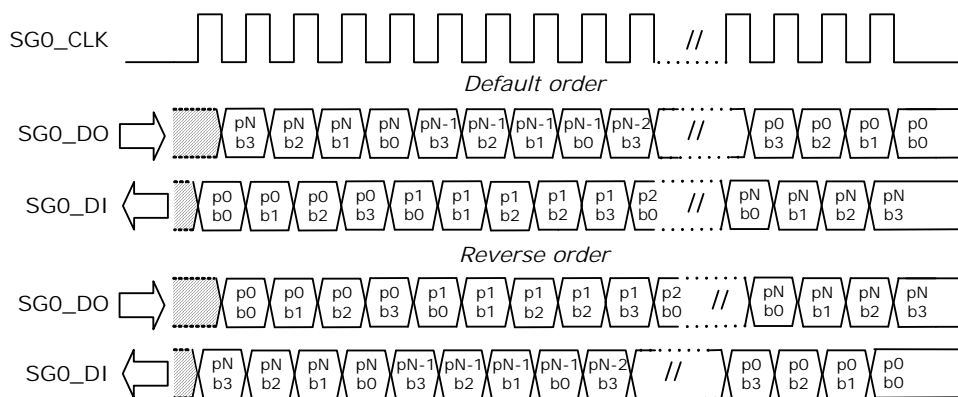 SG0_CLK //
Default order
SG0_DO pN pN pN pN pN-1 pN-1 pN-1 pN-1 pN-2 // p0 p0 p0 p0
b3 b2 b1 b0 b3 b2 b1 b0 b3 b3 b2 b1 b0
SG0_DI p0 p0 p0 p0 p1 p1 p1 p1 p1 p2 // pN pN pN pN
b0 b1 b2 b3 b0 b1 b2 b2 b3 b0 b0 b1 b2 b3
Reverse order
SG0_DO p0 p0 p0 p0 p1 p1 p1 p1 p1 p2 // pN pN pN pN
b0 b1 b2 b3 b0 b1 b2 b2 b3 b0 b0 b1 b2 b3
SG0_DI pN pN pN pN pN-1 pN-1 pN-1 pN-1 pN-2 // p0 p0 p0 p0
b3 b2 b1 b0 b3 b2 b1 b0 b3 b3 b2 b1 b0